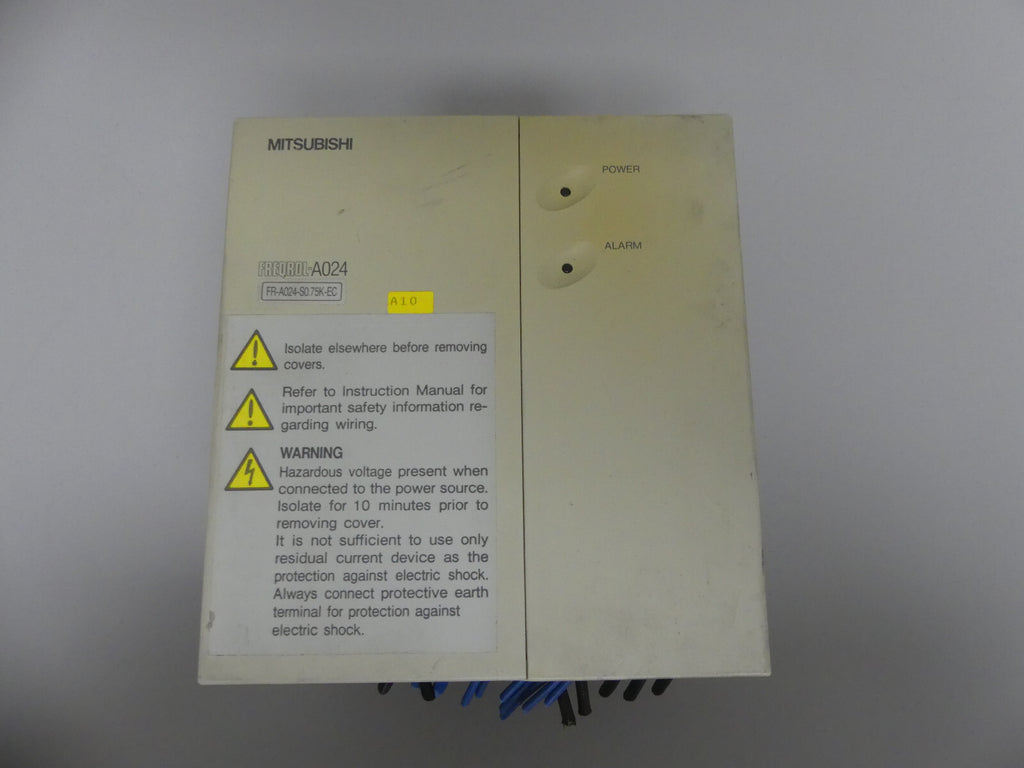 MITSUBISHI
POWER
ALARM
FREQROL-A024
FR-A024-S0.75K-EC
A10
Isolate elsewhere before removing
covers.
Refer to Instruction Manual for
important safety information re-
garding wiring.
WARNING
Hazardous voltage present when
connected to the power source.
Isolate for 10 minutes prior to
removing cover.
It is not sufficient to use only
residual current device as the
protection against electric shock.
Always connect protective earth
terminal for protection against
electric shock.